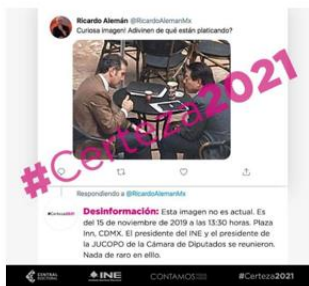 Ricardo Alemán @RicardoAlemanMx
Curiosa imagen! Adivinen de qué están platicando?
#Certeza2021
Respondiendo a @RicardoAlemanMx
Desinformación: Esta imagen no es actual. Es
del 15 de noviembre de 2019 a las 13:30 horas. Plaza
Inn, CDMX. El presidente del INE y el presidente de
la JUCOPO de la Cámara de Diputados se reunieron.
Nada de raro en ello.
CENTRAL
ELECTORAL
INE
CONTAMOS
#Certeza2021